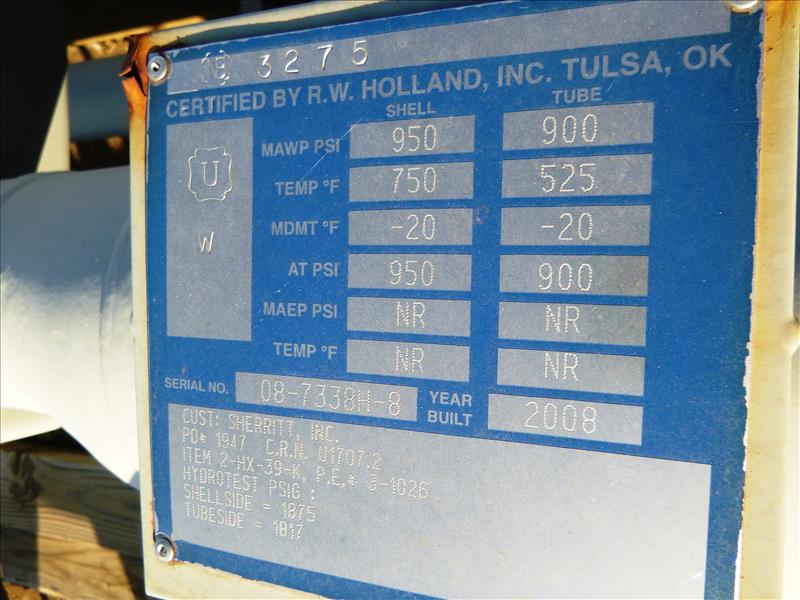 3275
CERTIFIED BY R.W. HOLLAND, INC. TULSA, OK
SHELL TUBE
U
W
MAWP PSI 950 900
TEMP °F 750 525
MDMT °F -20 -20
AT PSI 950 900
MAEP PSI NR NR
TEMP °F NR NR
SERIAL NO. 08-7338H-8 YEAR BUILT 2008
CUST: SHERRITT, INC.
PO# 1947 C.R.N. U1707.2
ITEM 2-HX-39-K, P.E.# 3-1026
HYDROTEST PSIG :
SHELLSIDE = 1875
TUBESIDE = 1817